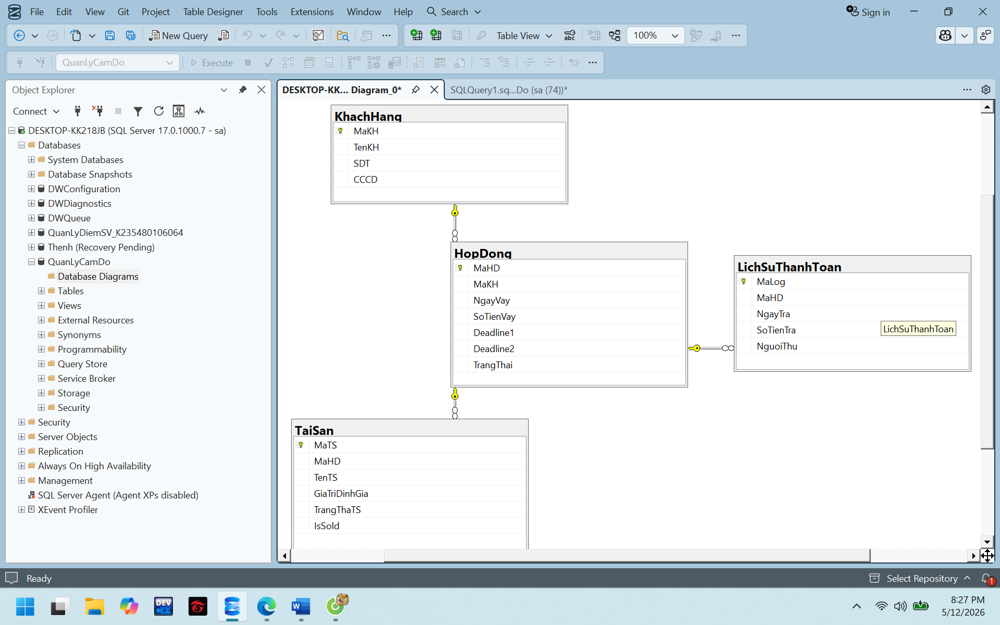 File Edit View Git Project Table Designer Tools Extensions Window Help Search Sign in
New Query Table View abc 100%
QuanLyCamDo Execute
Object Explorer
Connect
DESKTOP-KK218JB (SQL Server 17.0.1000.7 - sa)
Databases
System Databases
Database Snapshots
DWConfiguration
DWDiagnostics
DWQueue
QuanLyDiemSV_K235480106064
Thenh (Recovery Pending)
QuanLyCamDo
Database Diagrams
Tables
Views
External Resources
Synonyms
Programmability
Query Store
Service Broker
Storage
Security
Security
Server Objects
Replication
Always On High Availability
Management
SQL Server Agent (Agent XPs disabled)
XEvent Profiler
DESKTOP-KK... Diagram_0* SQLQuery1.sq...Do (sa (74))*
KhachHang
MaKH
TenKH
SDT
CCCD
HopDong
MaHD
MaKH
NgayVay
SoTienVay
Deadline1
Deadline2
TrangThai
LichSuThanhToan
MaLog
MaHD
NgayTra
SoTienTra
NguoiThu
LichSuThanhToan
TaiSan
MaTS
MaHD
TenTS
GiaTriDinhGia
TrangThaTS
IsSold
Ready Select Repository 1
DEV C++
W
8:27 PM
5/12/2026